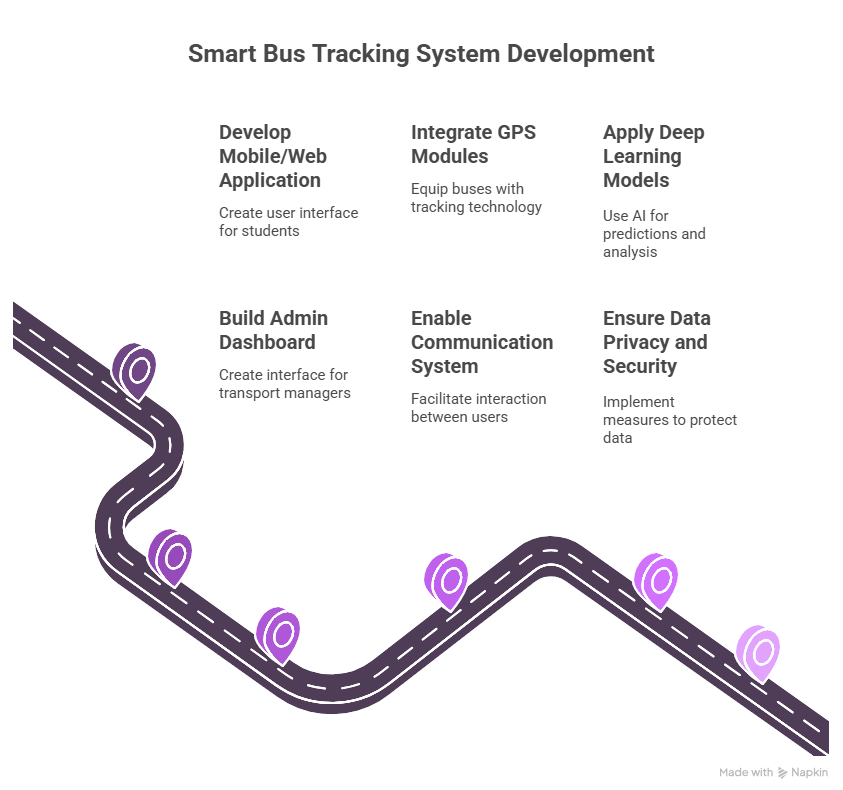 Smart Bus Tracking System Development
Develop
Mobile/Web
Application
Create user interface
for students
Integrate GPS
Modules
Equip buses with
tracking technology
Apply Deep
Learning
Models
Use AI for
predictions and
analysis
Build Admin
Dashboard
Create interface for
transport managers
Enable
Communication
System
Facilitate interaction
between users
Ensure Data
Privacy and
Security
Implement
measures to protect
data
Made with Napkin